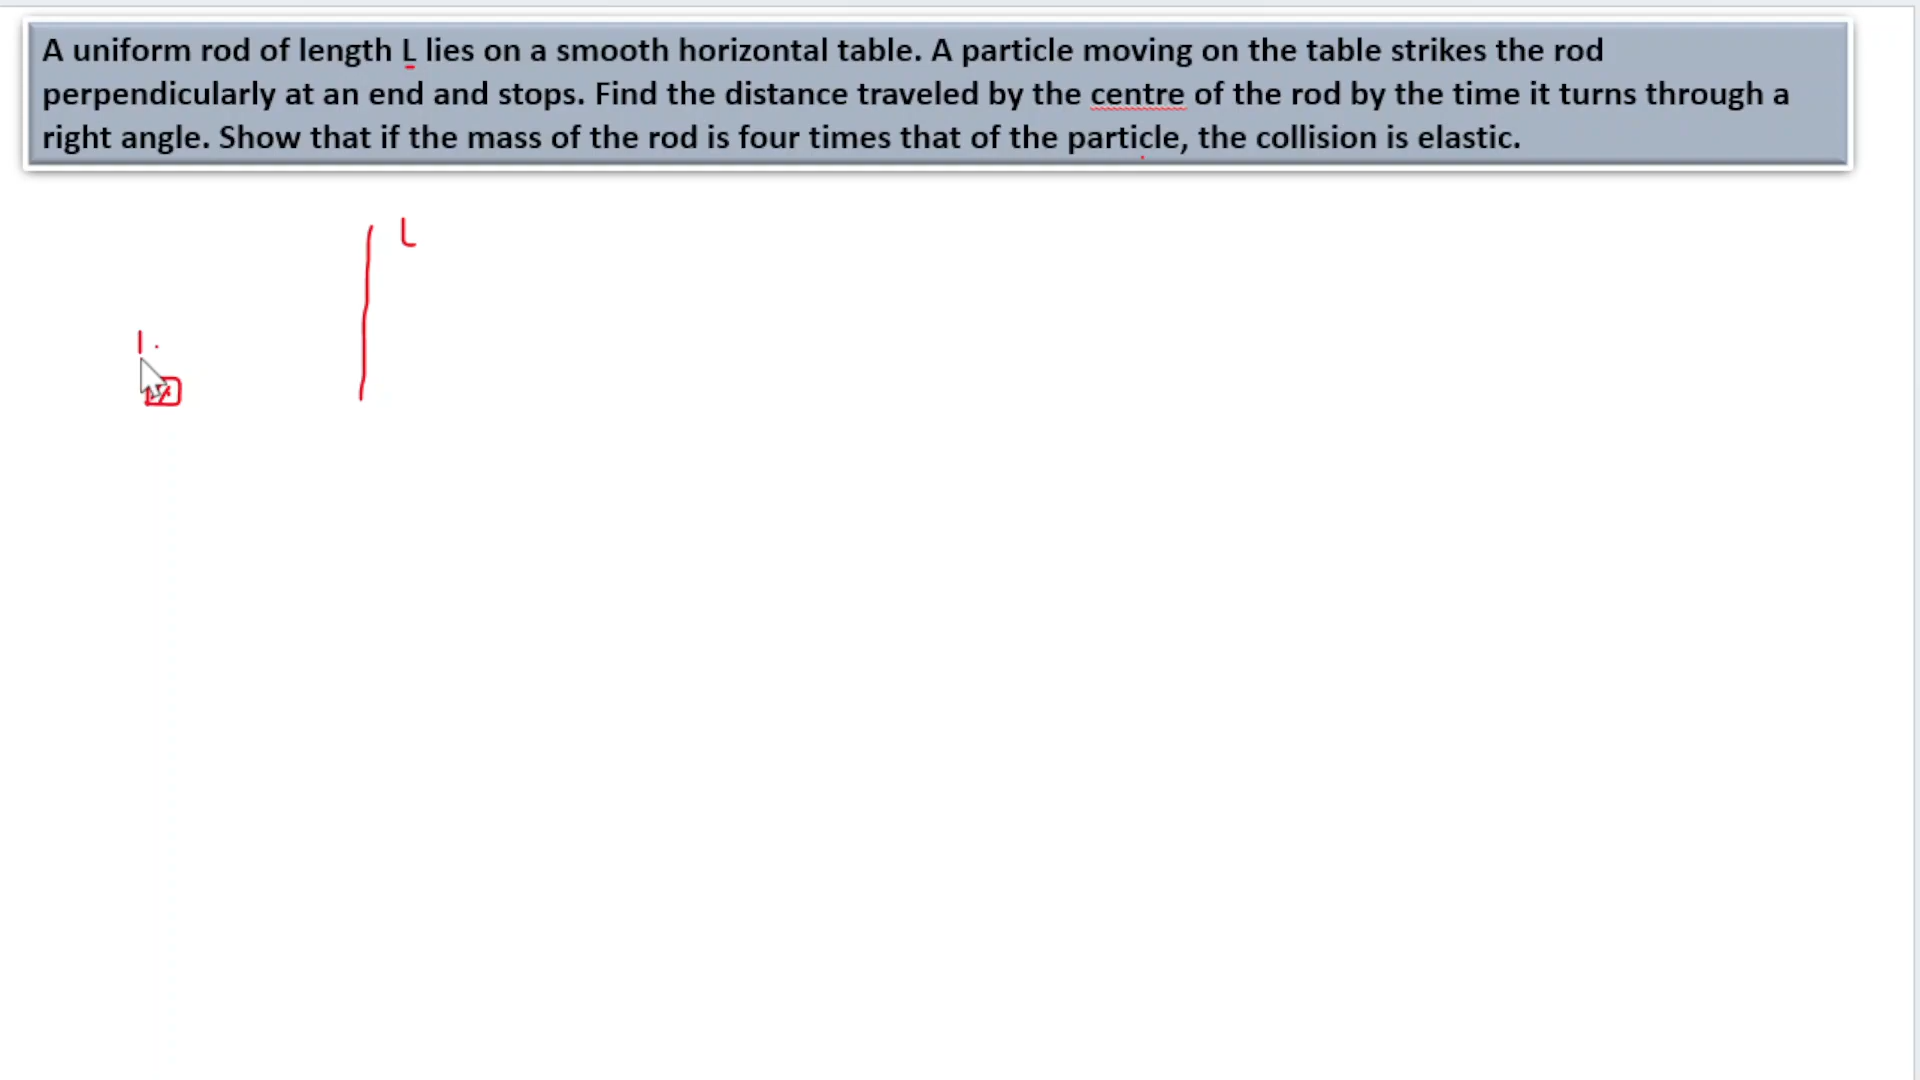 A uniform rod of length L lies on a smooth horizontal table. A particle moving on the table strikes the rod
perpendicularly at an end and stops. Find the distance traveled by the centre of the rod by the time it turns through a
right angle. Show that if the mass of the rod is four times that of the particle, the collision is elastic.
L